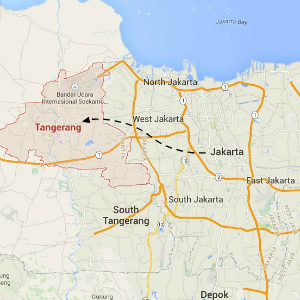 Jakarta Bay
Bandar Udara
Internasional Soekarno...
North Jakarta
West Jakarta
Tangerang
Jakarta
East Jakarta
South Jakarta
South
Tangerang
Depok
Gunung